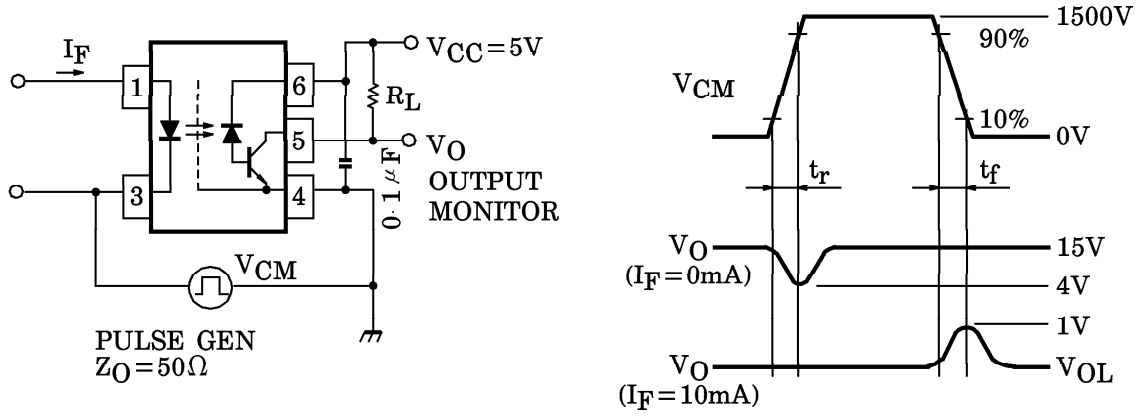 I_F
1
3
6
5
4
V_CC=5V
R_L
V_O
OUTPUT
MONITOR
0.1μF
V_CM
PULSE GEN
Z_O=50Ω
V_CM
1500V
90%
10%
0V
t_r
t_f
V_O
(I_F=0mA)
15V
4V
1V
V_O
(I_F=10mA)
V_OL